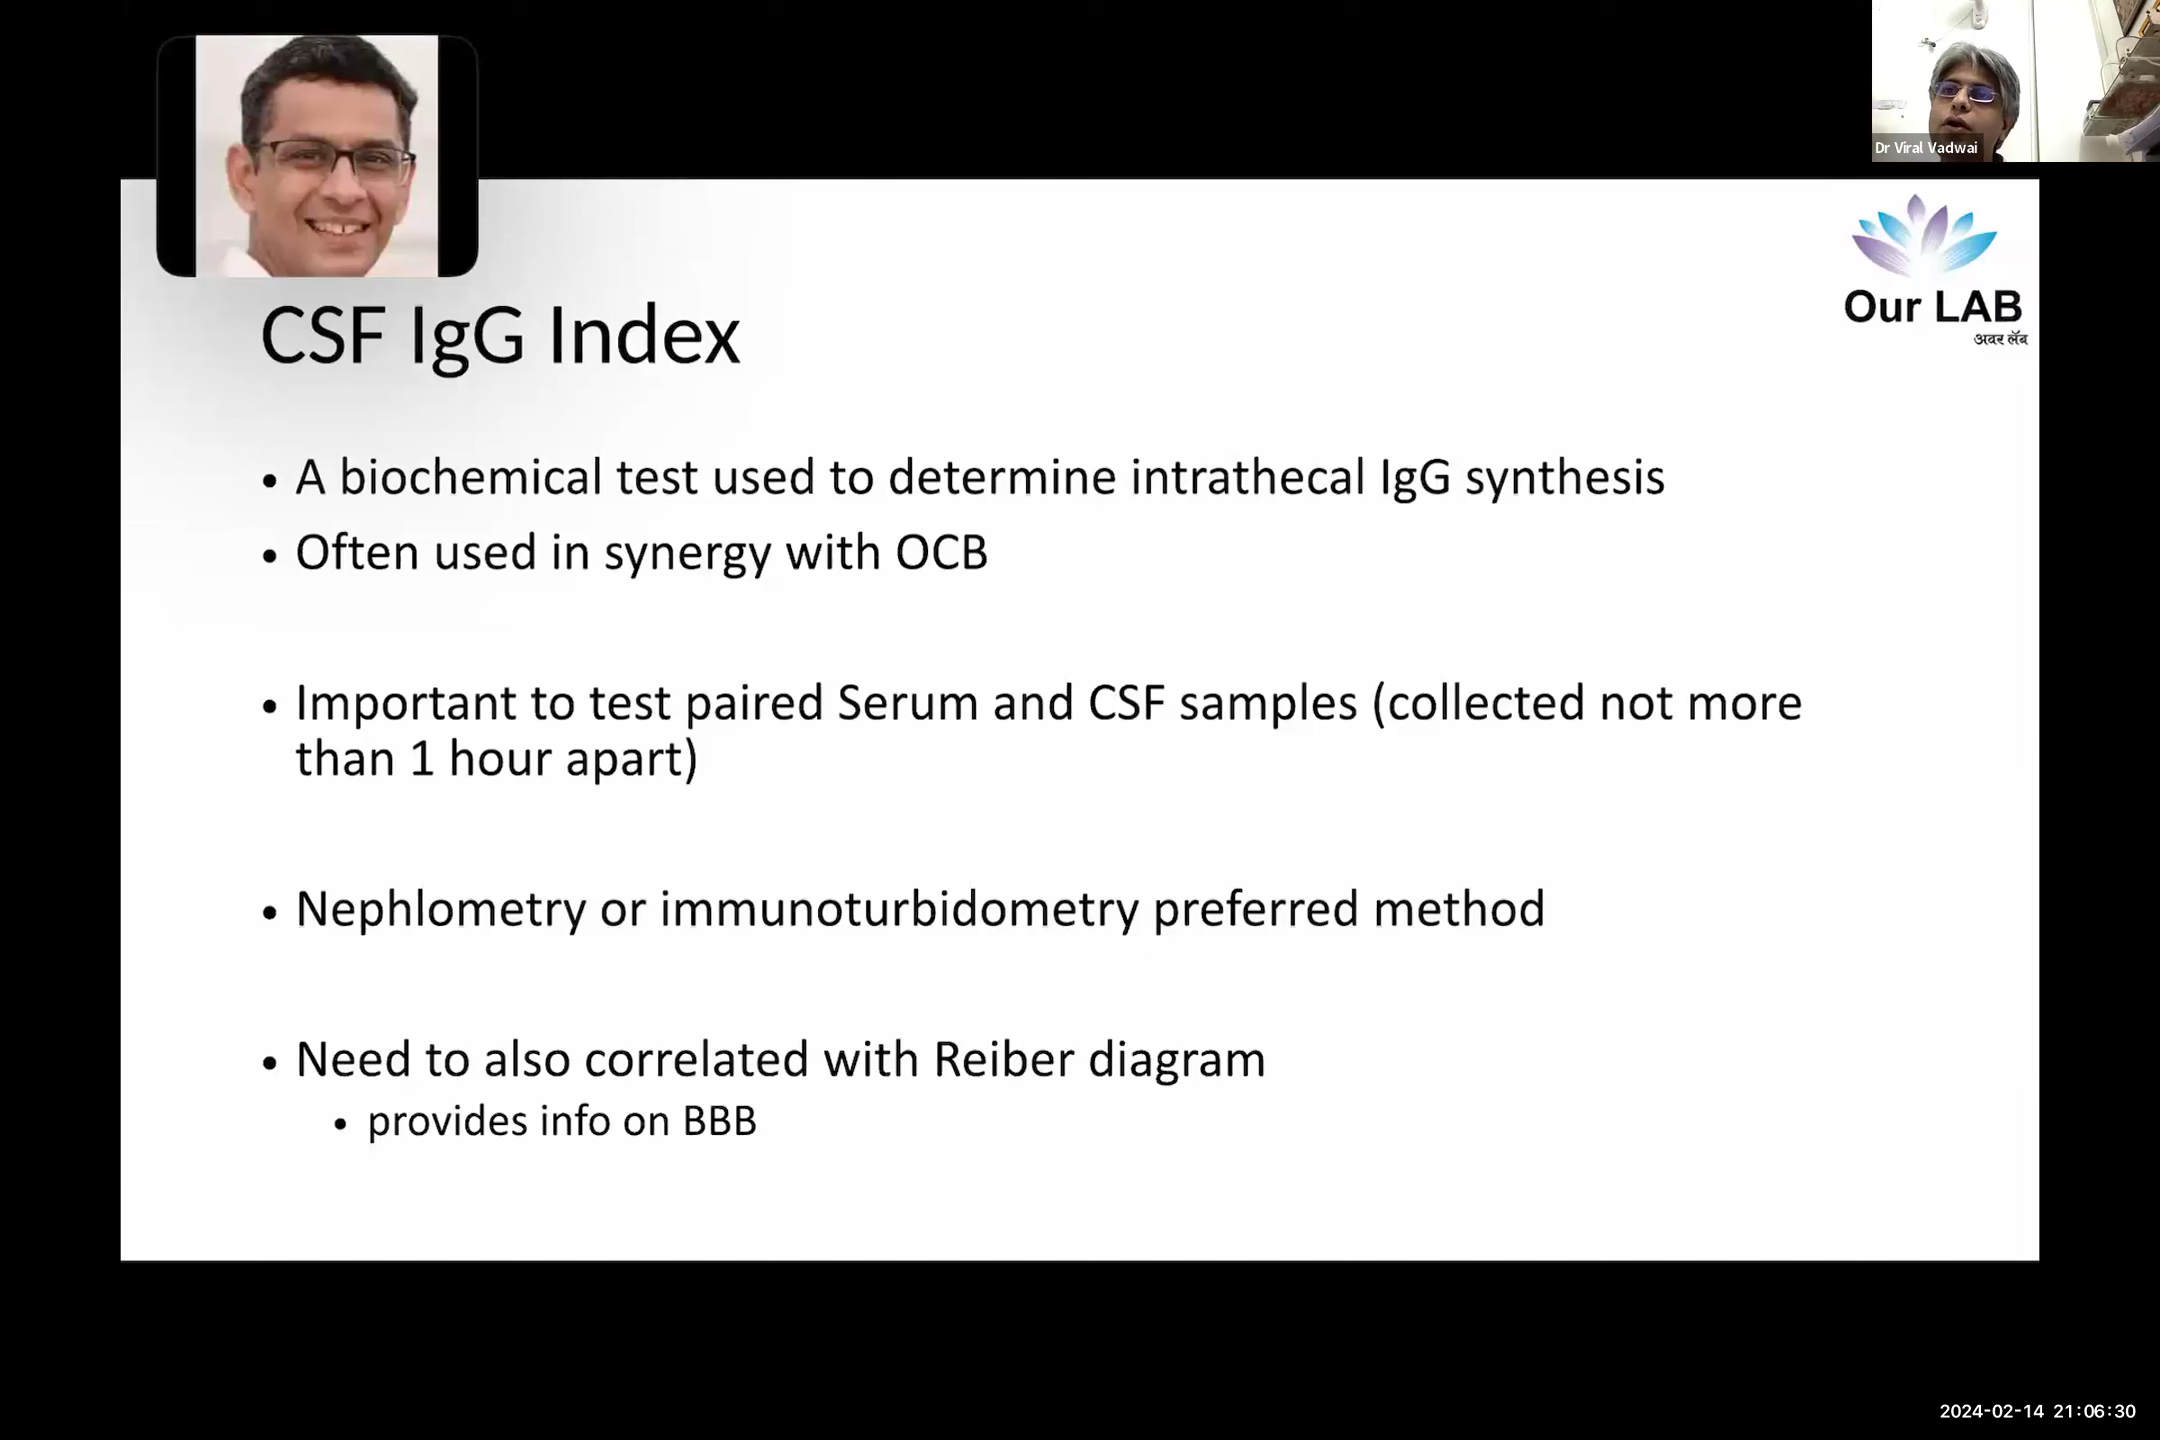 Dr Viral Vadwai
Our LAB
अवर लॅब
CSF IgG Index
• A biochemical test used to determine intrathecal IgG synthesis
• Often used in synergy with OCB
• Important to test paired Serum and CSF samples (collected not more
than 1 hour apart)
• Nephlometry or immunoturbidometry preferred method
• Need to also correlated with Reiber diagram
• provides info on BBB
2024-02-14 21:06:30